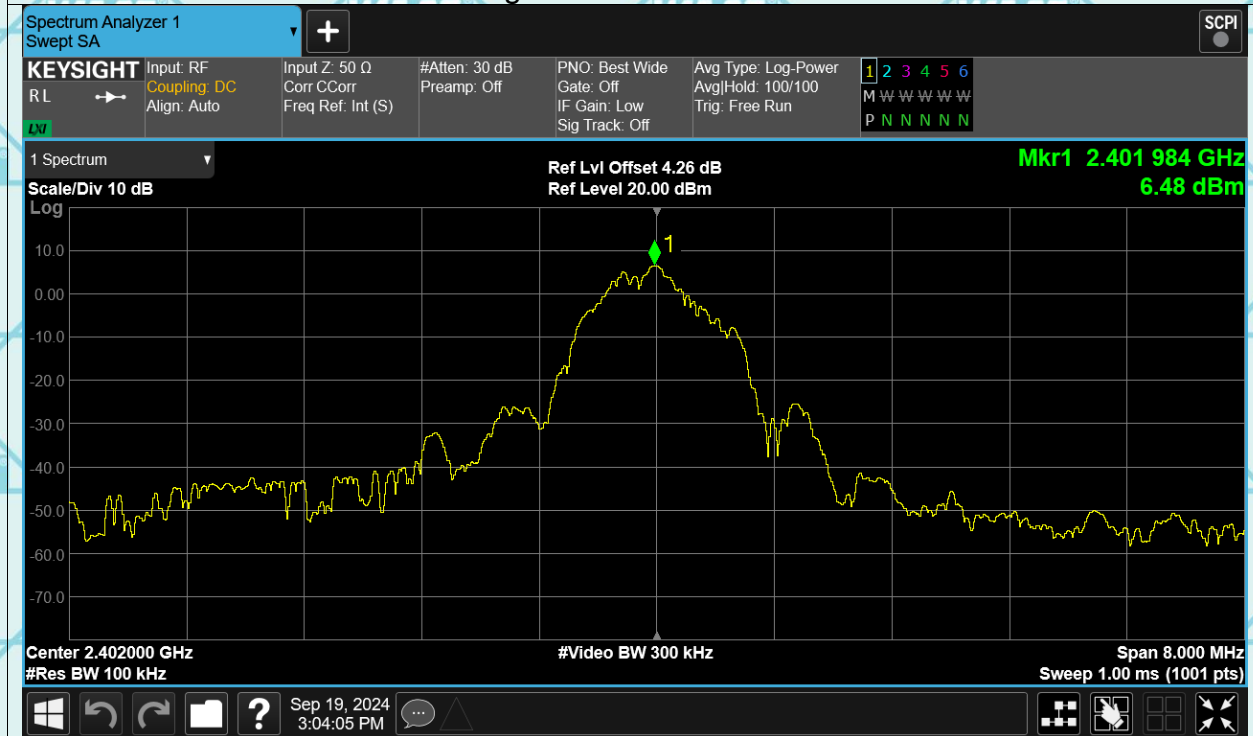 Spectrum Analyzer 1
Swept SA
+
SCPI
KEYSIGHT
R L
LXI
Input: RF
Coupling: DC
Align: Auto
Input Z: 50 Ω
Corr CCorr
Freq Ref: Int (S)
#Atten: 30 dB
Preamp: Off
PNO: Best Wide
Gate: Off
IF Gain: Low
Sig Track: Off
Avg Type: Log-Power
Avg|Hold: 100/100
Trig: Free Run
1 2 3 4 5 6
M W W W W W
P N N N N N
1 Spectrum
Scale/Div 10 dB
Ref Lvl Offset 4.26 dB
Ref Level 20.00 dBm
Mkr1 2.401 984 GHz
6.48 dBm
Log
1
10.0
0.00
-10.0
-20.0
-30.0
-40.0
-50.0
-60.0
-70.0
Center 2.402000 GHz
#Video BW 300 kHz
Span 8.000 MHz
#Res BW 100 kHz
Sweep 1.00 ms (1001 pts)
?
Sep 19, 2024
3:04:05 PM